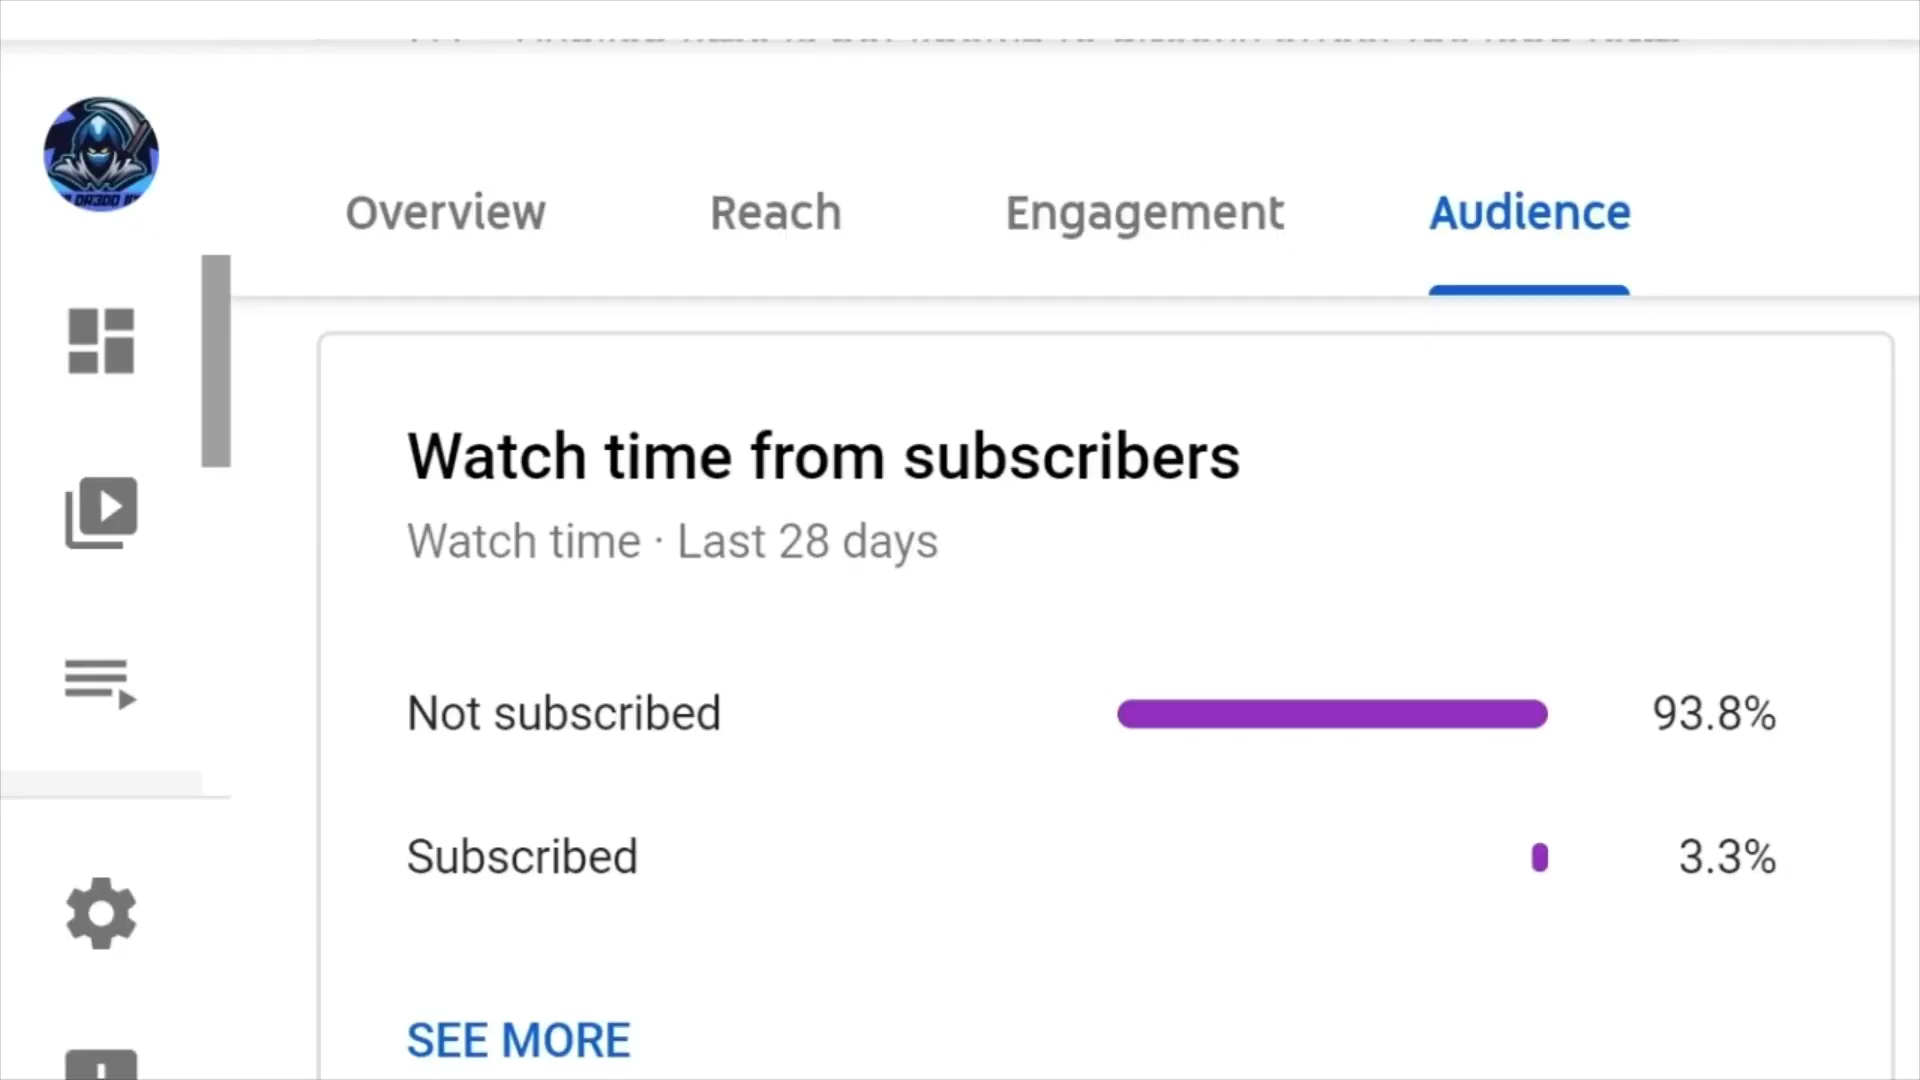 Overview Reach Engagement Audience
Watch time from subscribers
Watch time · Last 28 days
Not subscribed 93.8%
Subscribed 3.3%
SEE MORE